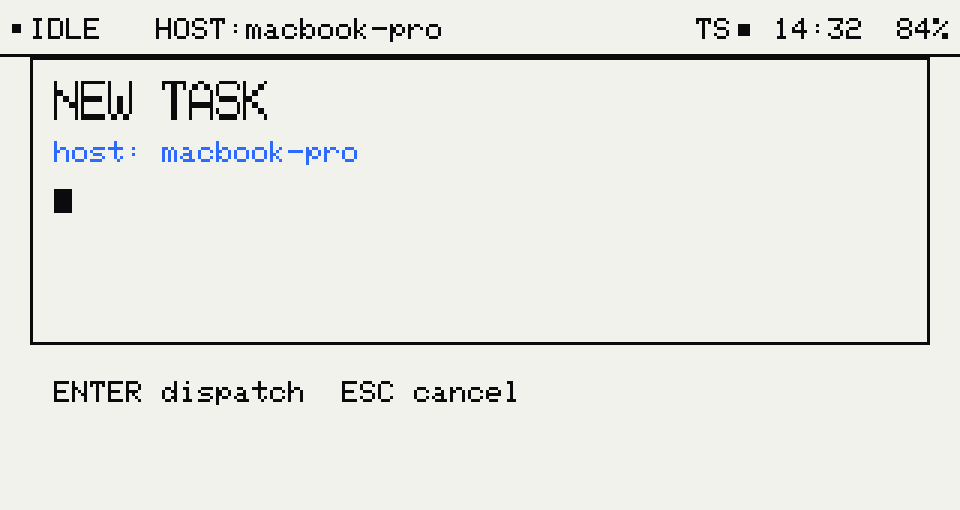 IDLE HOST:macbook-pro TS 14:32 84%
NEW TASK
host: macbook-pro
ENTER dispatch ESC cancel